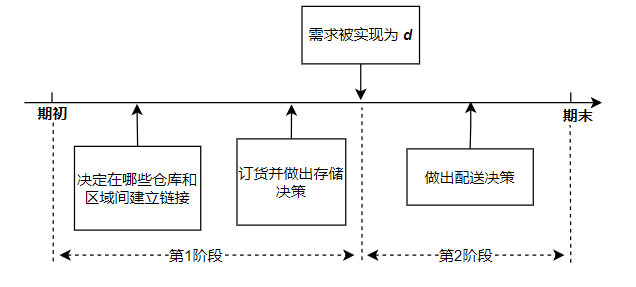 需求被实现为 d
期初
期末
决定在哪些仓库和
区域间建立链接
订货并做出存储
决策
做出配送决策
第1阶段
第2阶段